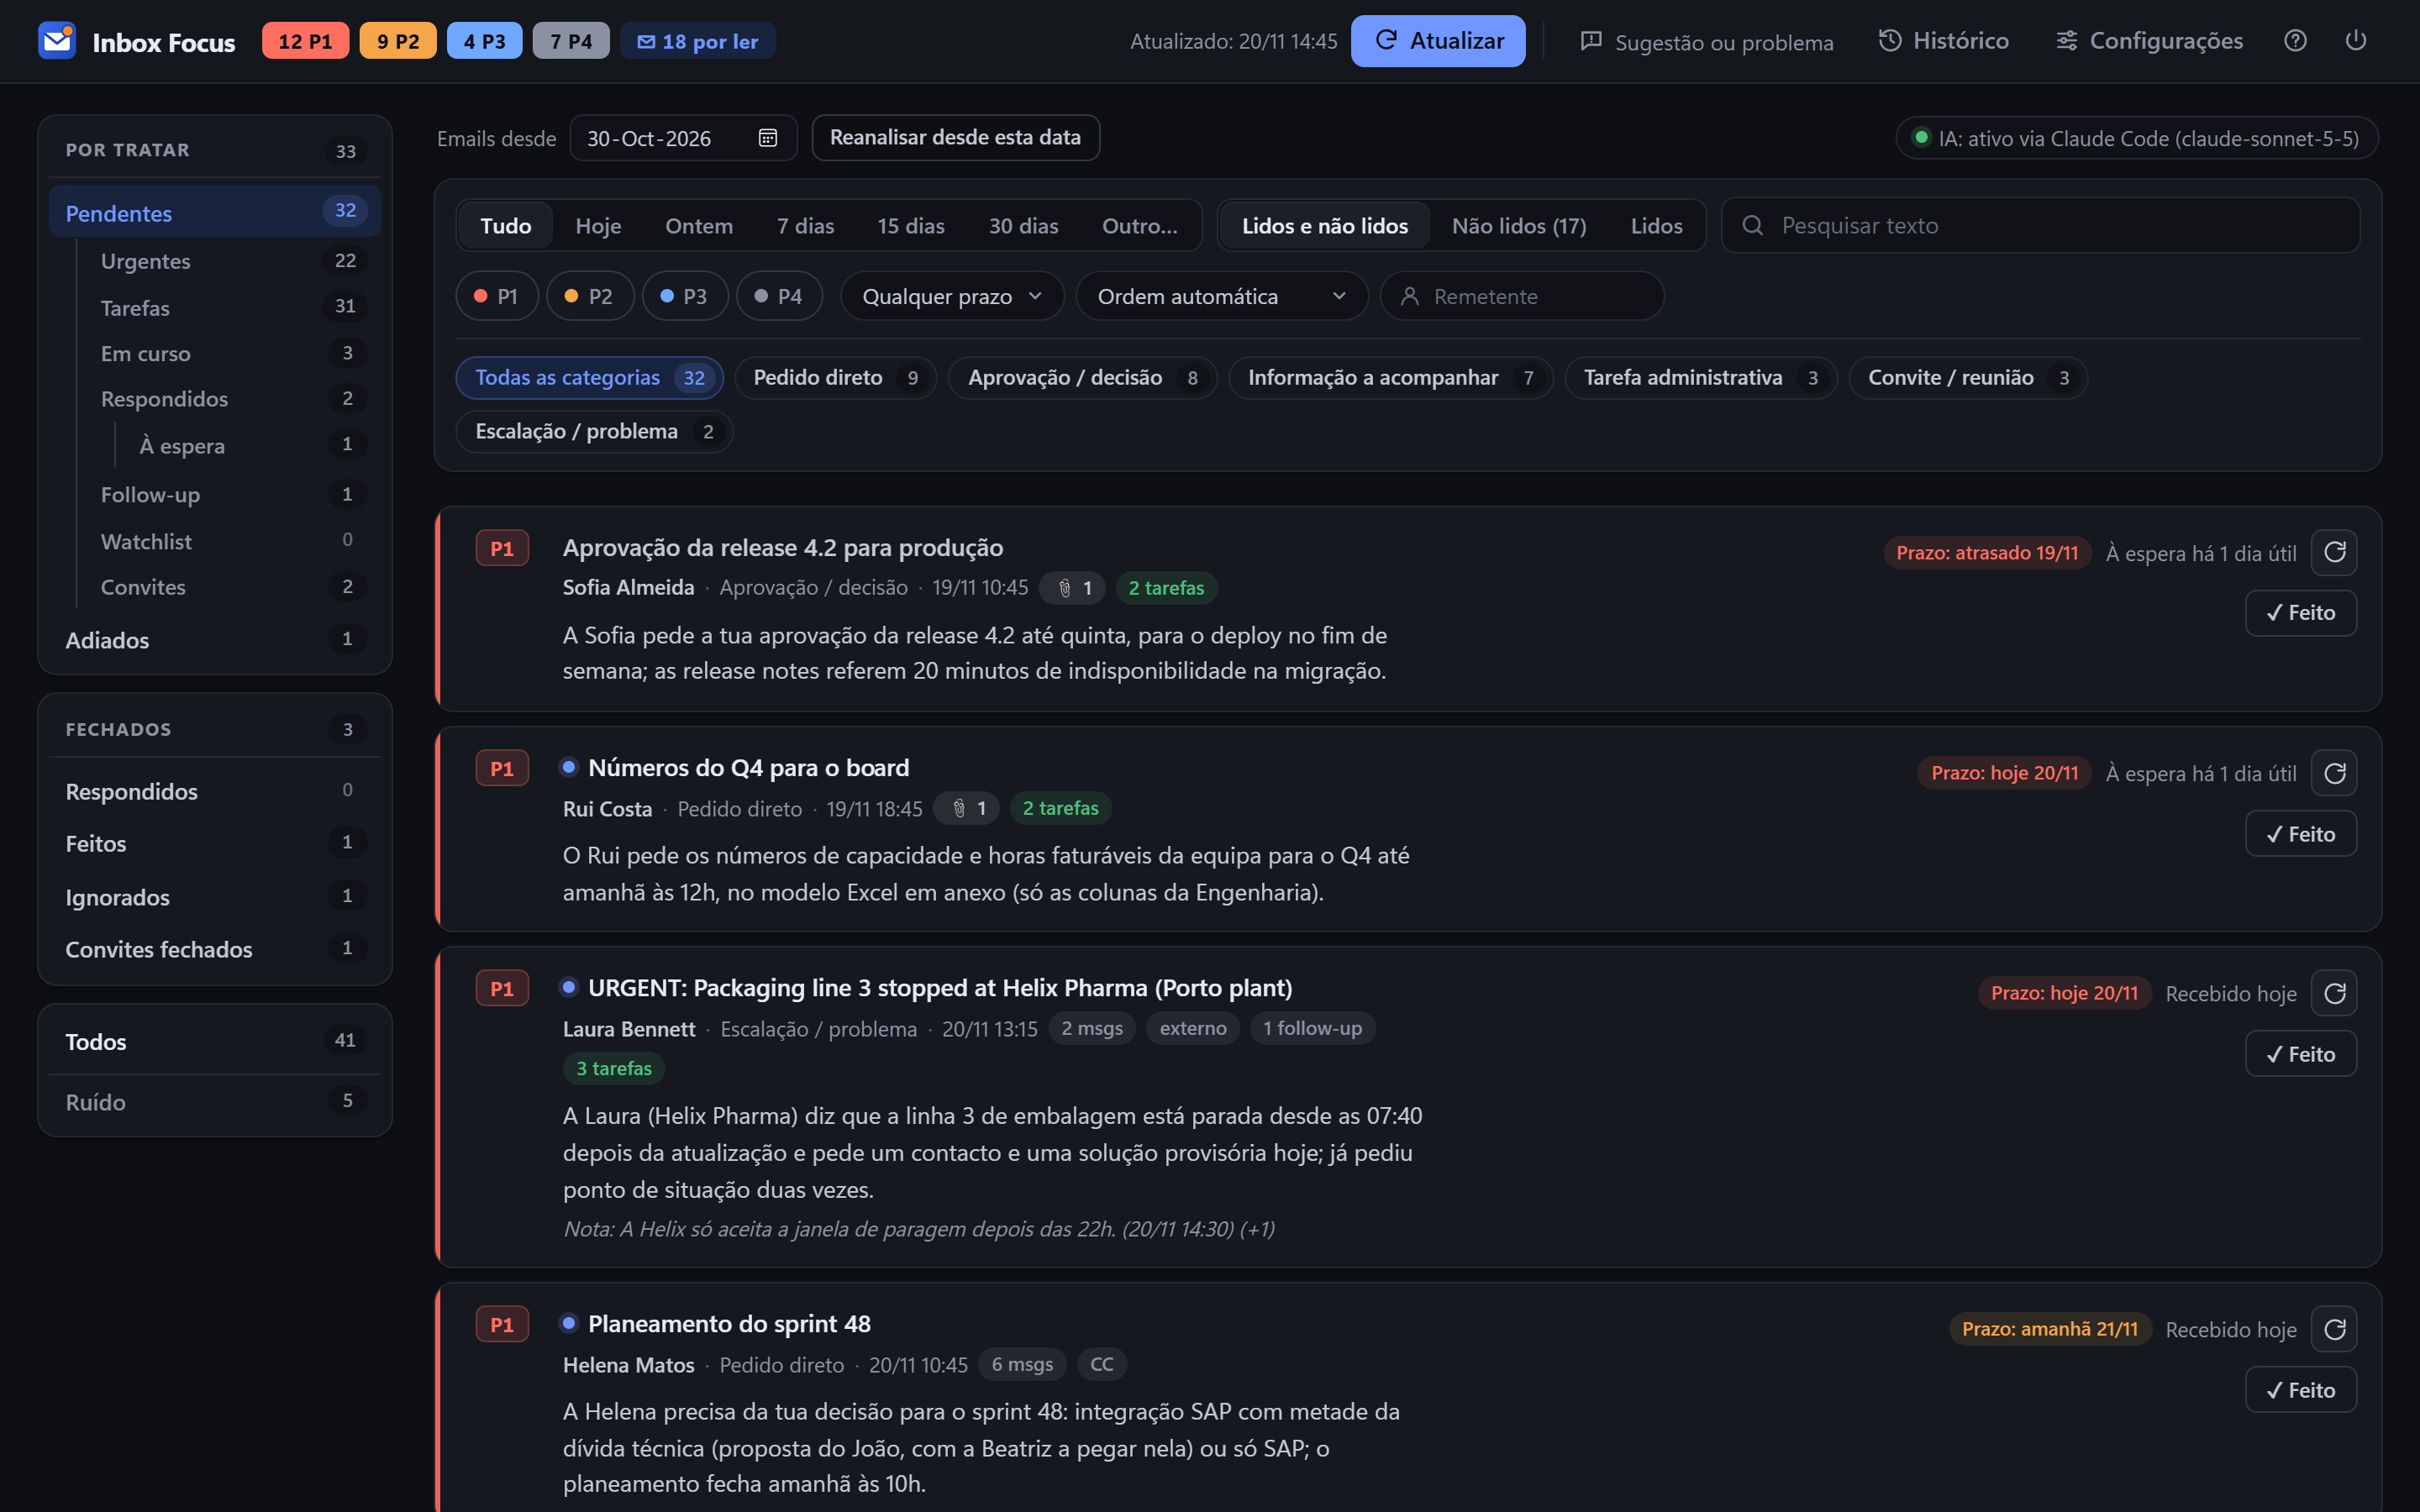 Inbox Focus 12 P1 9 P2 4 P3 7 P4 18 por ler Atualizado: 20/11 14:45 Atualizar Sugestão ou problema Histórico Configurações
POR TRATAR 33
Pendentes 32
Urgentes 22
Tarefas 31
Em curso 3
Respondidos 2
À espera 1
Follow-up 1
Watchlist 0
Convites 2
Adiados 1
FECHADOS 3
Respondidos 0
Feitos 1
Ignorados 1
Convites fechados 1
Todos 41
Ruído 5
Emails desde 30-Oct-2026 Reanalisar desde esta data IA: ativo via Claude Code (claude-sonnet-5-5)
Tudo Hoje Ontem 7 dias 15 dias 30 dias Outro... Lidos e não lidos Não lidos (17) Lidos Pesquisar texto
P1 P2 P3 P4 Qualquer prazo Ordem automática Remetente
Todas as categorias 32 Pedido direto 9 Aprovação / decisão 8 Informação a acompanhar 7 Tarefa administrativa 3 Convite / reunião 3
Escalação / problema 2
P1 Aprovação da release 4.2 para produção Prazo: atrasado 19/11 À espera há 1 dia útil
Sofia Almeida · Aprovação / decisão · 19/11 10:45 1 2 tarefas
✓ Feito
A Sofia pede a tua aprovação da release 4.2 até quinta, para o deploy no fim de
semana; as release notes referem 20 minutos de indisponibilidade na migração.
P1 Números do Q4 para o board Prazo: hoje 20/11 À espera há 1 dia útil
Rui Costa · Pedido direto · 19/11 18:45 1 2 tarefas
✓ Feito
O Rui pede os números de capacidade e horas faturáveis da equipa para o Q4 até
amanhã às 12h, no modelo Excel em anexo (só as colunas da Engenharia).
P1 URGENT: Packaging line 3 stopped at Helix Pharma (Porto plant) Prazo: hoje 20/11 Recebido hoje
Laura Bennett · Escalação / problema · 20/11 13:15 2 msgs externo 1 follow-up
✓ Feito
3 tarefas
A Laura (Helix Pharma) diz que a linha 3 de embalagem está parada desde as 07:40
depois da atualização e pede um contacto e uma solução provisória hoje; já pediu
ponto de situação duas vezes.
Nota: A Helix só aceita a janela de paragem depois das 22h. (20/11 14:30) (+1)
P1 Planeamento do sprint 48 Prazo: amanhã 21/11 Recebido hoje
Helena Matos · Pedido direto · 20/11 10:45 6 msgs CC
✓ Feito
A Helena precisa da tua decisão para o sprint 48: integração SAP com metade da
dívida técnica (proposta do João, com a Beatriz a pegar nela) ou só SAP; o
planeamento fecha amanhã às 10h.